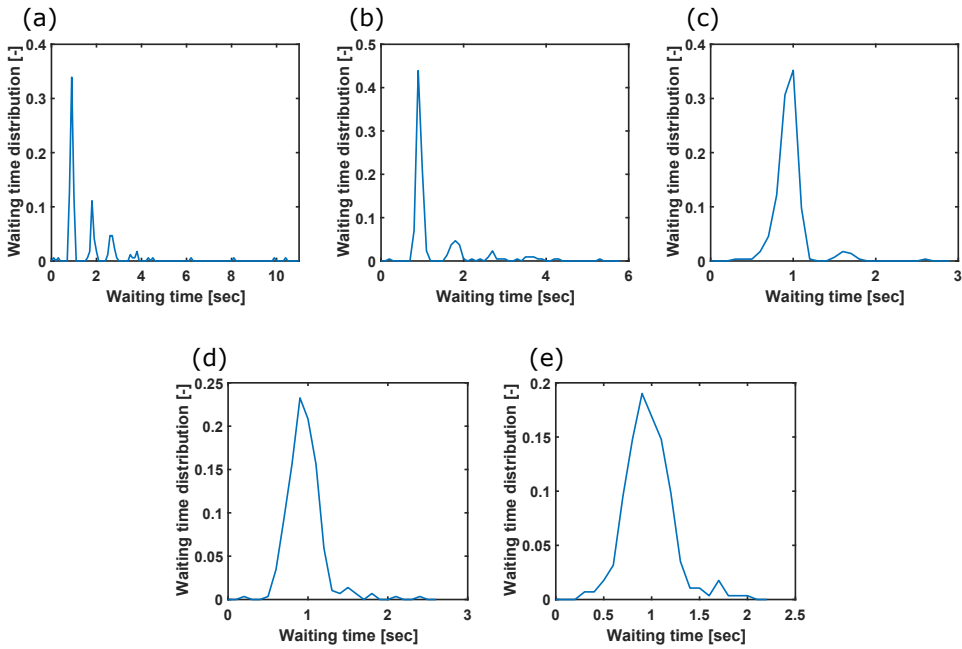 (a)
Waiting time distribution [-]
0.4
0.3
0.2
0.1
0
0 2 4 6 8 10
Waiting time [sec]
(b)
Waiting time distribution [-]
0.5
0.4
0.3
0.2
0.1
0
0 2 4 6
Waiting time [sec]
(c)
Waiting time distribution [-]
0.4
0.3
0.2
0.1
0
0 1 2 3
Waiting time [sec]
(d)
Waiting time distribution [-]
0.25
0.2
0.15
0.1
0.05
0
0 1 2 3
Waiting time [sec]
(e)
Waiting time distribution [-]
0.2
0.15
0.1
0.05
0
0 0.5 1 1.5 2 2.5
Waiting time [sec]